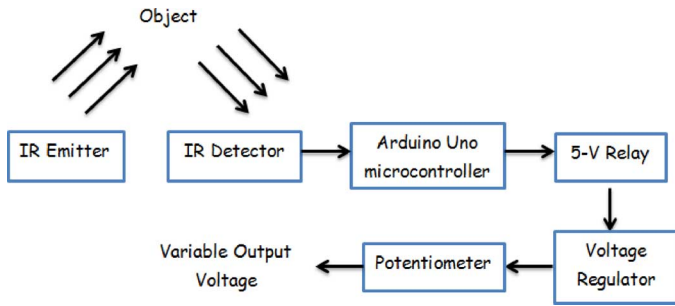 Object
IR Emitter
IR Detector
Arduino Uno
microcontroller
5-V Relay
Variable Output
Voltage
Potentiometer
Voltage
Regulator